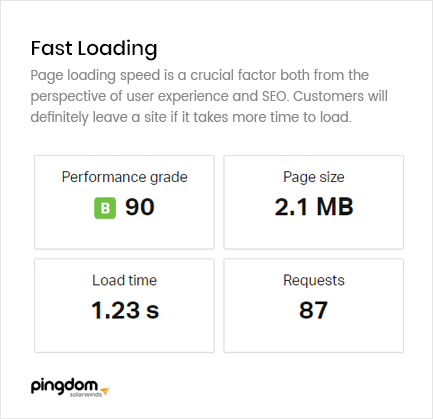 Fast Loading
Page loading speed is a crucial factor both from the
perspective of user experience and SEO. Customers will
definitely leave a site if it takes more time to load.
Performance grade
B 90
Page size
2.1 MB
Load time
1.23 s
Requests
87
pingdom
solarwinds